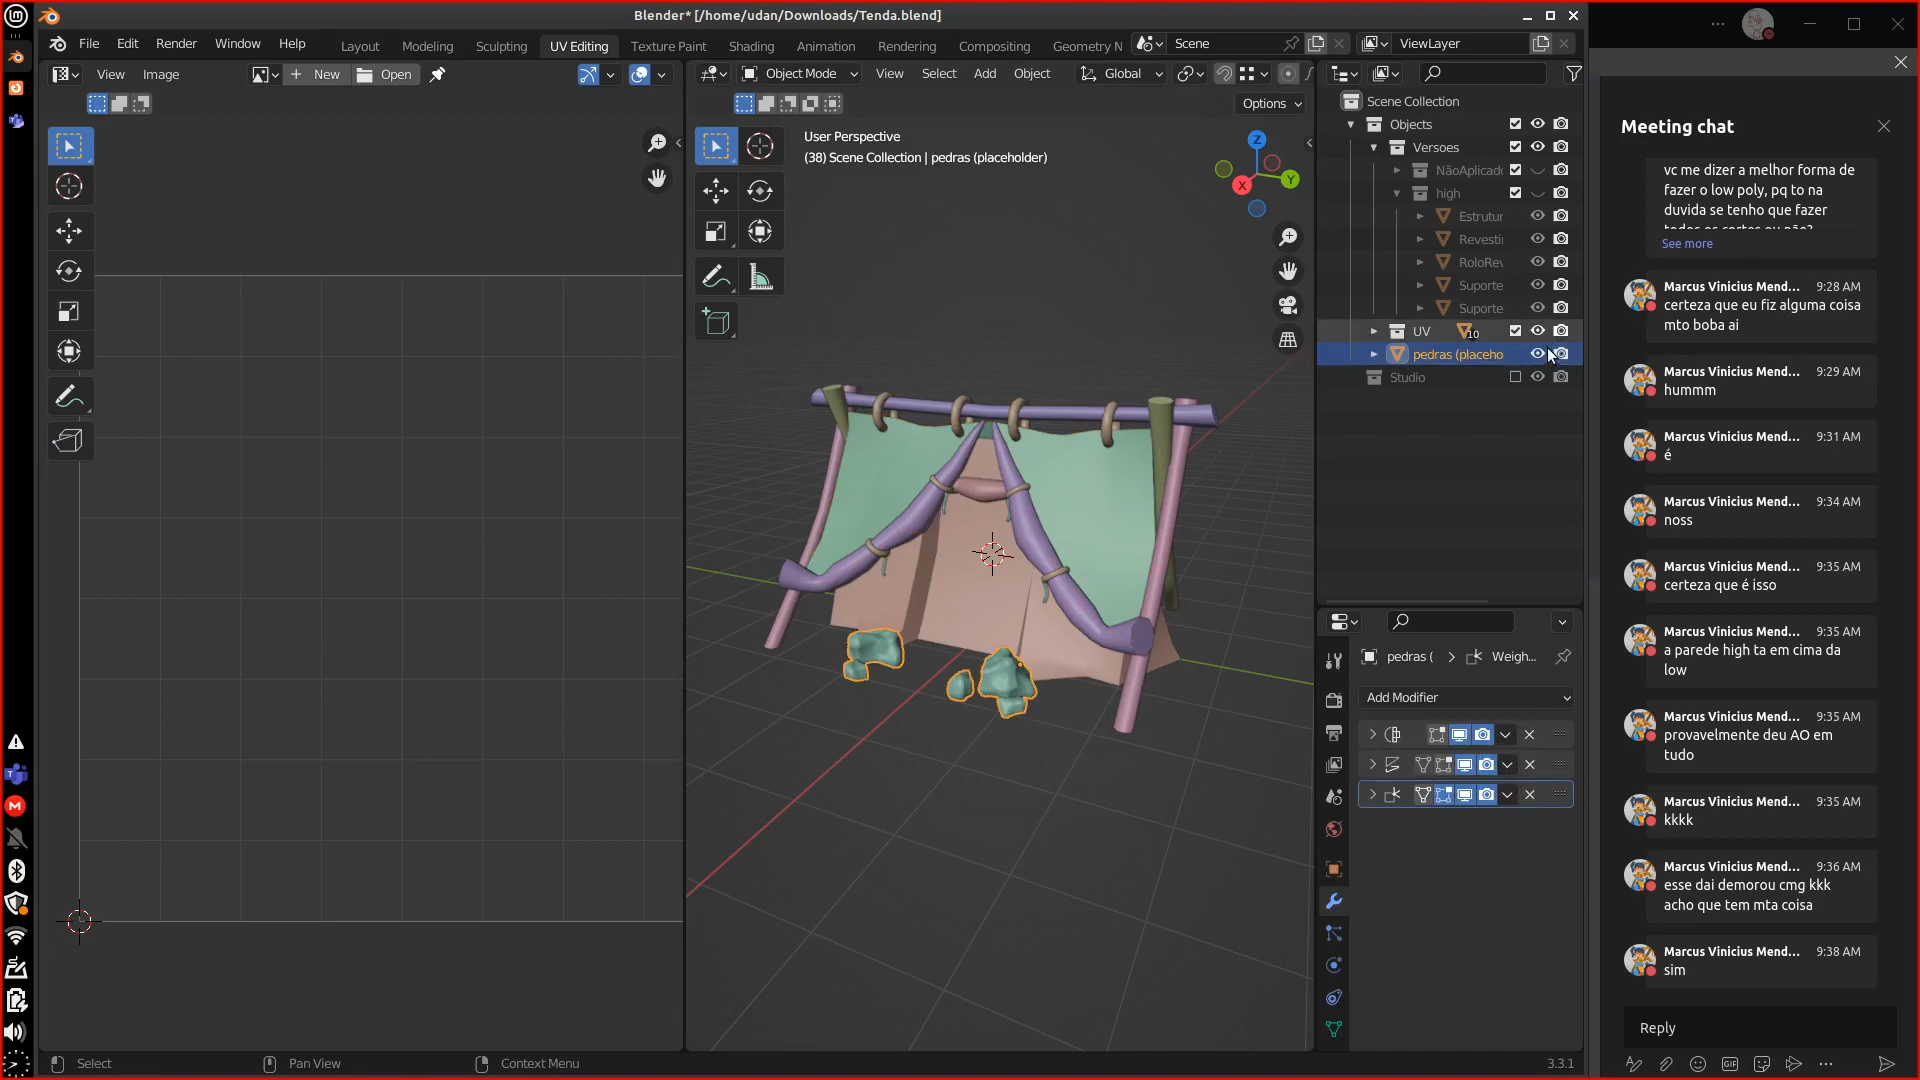 Blender* [/home/udan/Downloads/Tenda.blend]
File Edit Render Window Help
Layout Modeling Sculpting UV Editing Texture Paint Shading Animation Rendering Compositing Geometry N
Scene
ViewLayer
View Image
New
Open
Object Mode
View Select Add Object
Global
Options
User Perspective
(38) Scene Collection | pedras (placeholder)
Z
Y
X
Scene Collection
Objects
Versoes
NãoAplicado
high
Estrutur
Revesti
RoloRev
Suporte
Suporte
UV
10
pedras (placeho
Studio
pedras (
Weigh...
Add Modifier
Select
Pan View
Context Menu
3.3.1
Meeting chat
vc me dizer a melhor forma de
fazer o low poly, pq to na
duvida se tenho que fazer
todos os cortes ou não?
See more
Marcus Vinicius Mend... 9:28 AM
certeza que eu fiz alguma coisa
mto boba ai
Marcus Vinicius Mend... 9:29 AM
hummm
Marcus Vinicius Mend... 9:31 AM
é
Marcus Vinicius Mend... 9:34 AM
noss
Marcus Vinicius Mend... 9:35 AM
certeza que é isso
Marcus Vinicius Mend... 9:35 AM
a parede high ta em cima da
low
Marcus Vinicius Mend... 9:35 AM
provavelmente deu AO em
tudo
Marcus Vinicius Mend... 9:35 AM
kkkk
Marcus Vinicius Mend... 9:36 AM
esse dai demorou cmg kkk
acho que tem mta coisa
Marcus Vinicius Mend... 9:38 AM
sim
Reply
GIF